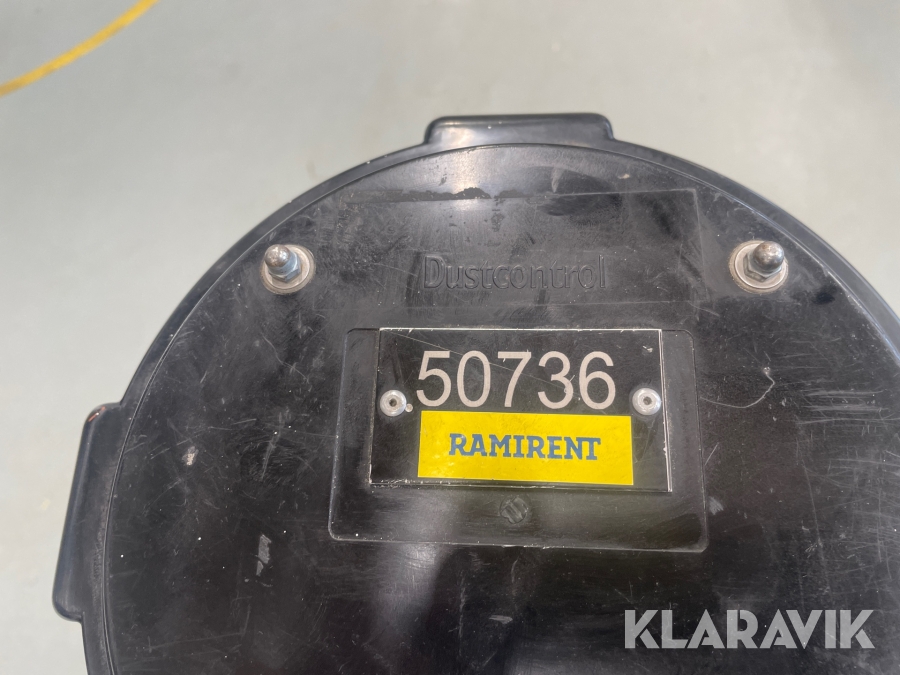 Dustcontrol
50736
RAMIRENT
KLARAVIK